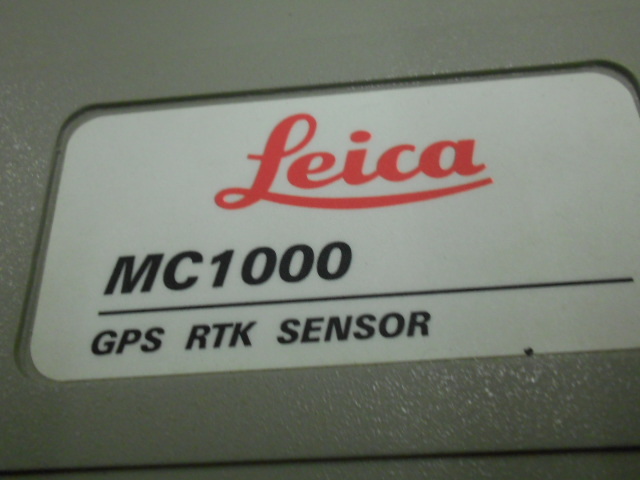 Leica
MC1000
GPS RTK SENSOR